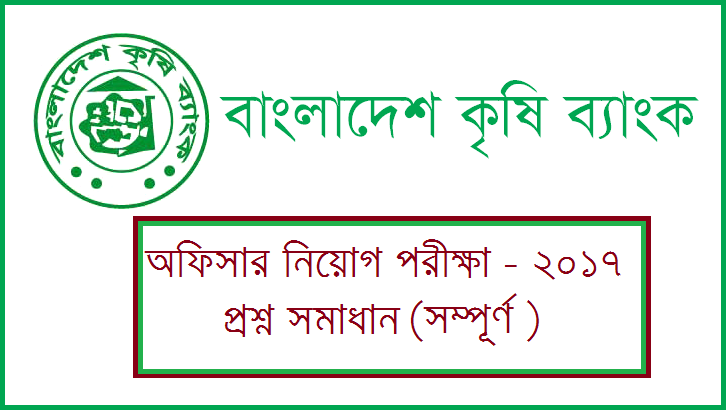 বাংলাদেশ কৃষি ব্যাংক
বাংলাদেশ কৃষি ব্যাংক
অফিসার নিয়োগ পরীক্ষা - ২০১৭
প্রশ্ন সমাধান (সম্পূর্ণ )